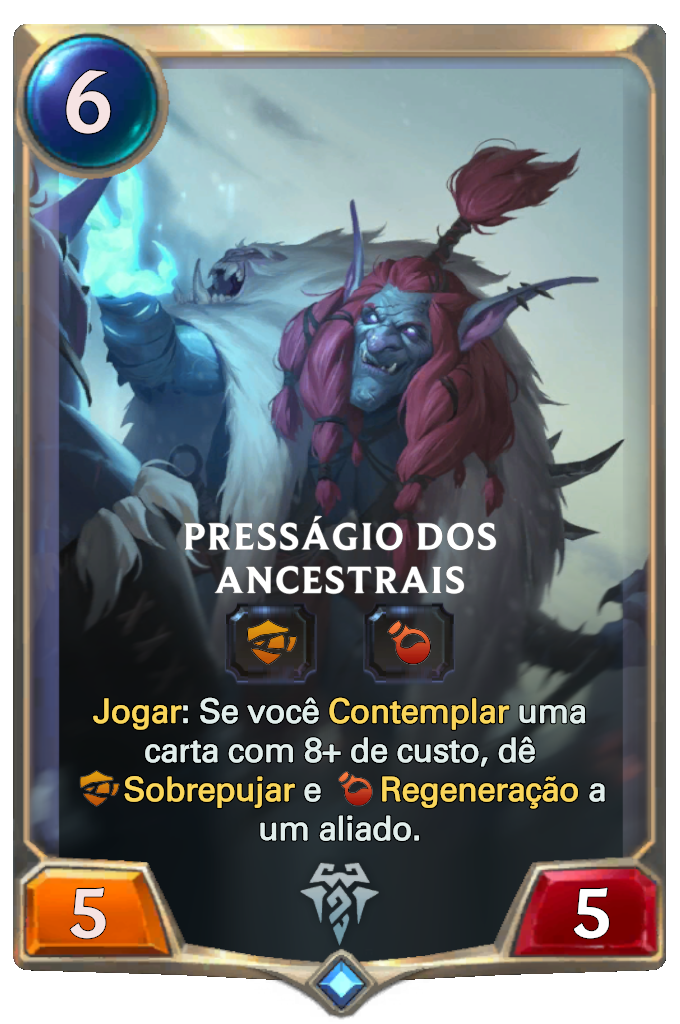 6
PRESSÁGIO DOS
ANCESTRAIS
Jogar: Se você Contemplar uma
carta com 8+ de custo, dê
Sobrepujar e Regeneração a
um aliado.
5
5